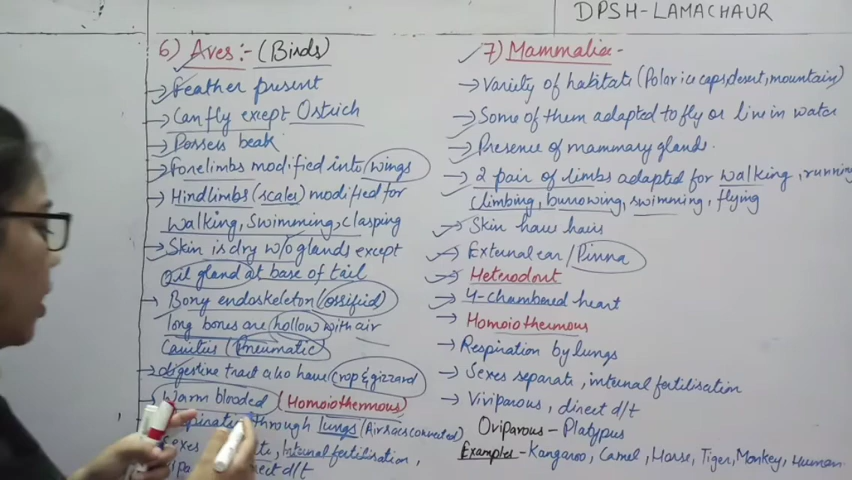 DPSH-LAMACHAUR
6) Aves:- (Birds)
→ Feather present
→ Can fly except Ostrich
→ Possess beak
→ Forelimbs modified into wings
→ Hindlimbs (scales) modified for
walking, swimming, clasping
→ Skin is dry w/o glands except
oil gland at base of tail
→ Bony endoskeleton (ossified)
long bones are hollow with air
Cavities (Pneumatic)
→ digestive tract also have crop & gizzard
Warm blooded (Homoiothermous)
through lungs (Air sacs connected)
Internal fertilisation,
direct d/t
7) Mammalia -
→ Variety of habitats (Polar ice caps, desert, mountain)
→ Some of them adapted to fly or live in water
→ Presence of mammary glands.
→ 2 pair of limbs adapted for walking, running
climbing, burrowing, swimming, flying
→ Skin have hairs
→ External ear / Pinna
→ Heterodont
→ 4-chambered heart
→ Homoiothermous
→ Respiration by lungs
→ Sexes separate, internal fertilisation
→ Viviparous, direct d/t
Oviparous - Platypus
Examples - Kangaroo, Camel, Horse, Tiger, Monkey, Human